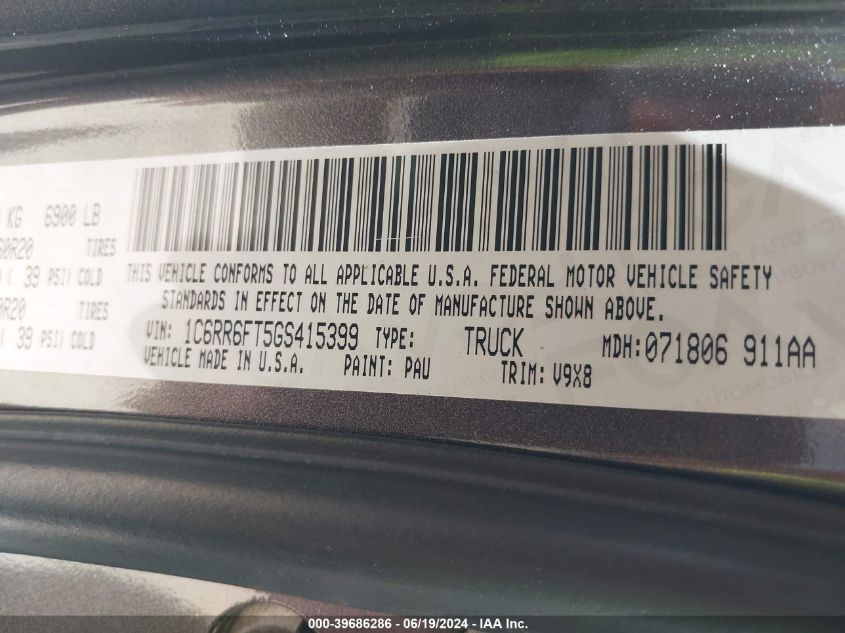 KG 6900 LB
60R20 TIRES
( 39 PSI) COLD
0R20 TIRES
( 39 PSI) COLD
THIS VEHICLE CONFORMS TO ALL APPLICABLE U.S.A. FEDERAL MOTOR VEHICLE SAFETY
STANDARDS IN EFFECT ON THE DATE OF MANUFACTURE SHOWN ABOVE.
VIN: 1C6RR6FT5GS415399 TYPE: TRUCK MDH:071806 911AA
VEHICLE MADE IN U.S.A. PAINT: PAU TRIM: V9X8
000-39686286 - 06/19/2024 - IAA Inc.